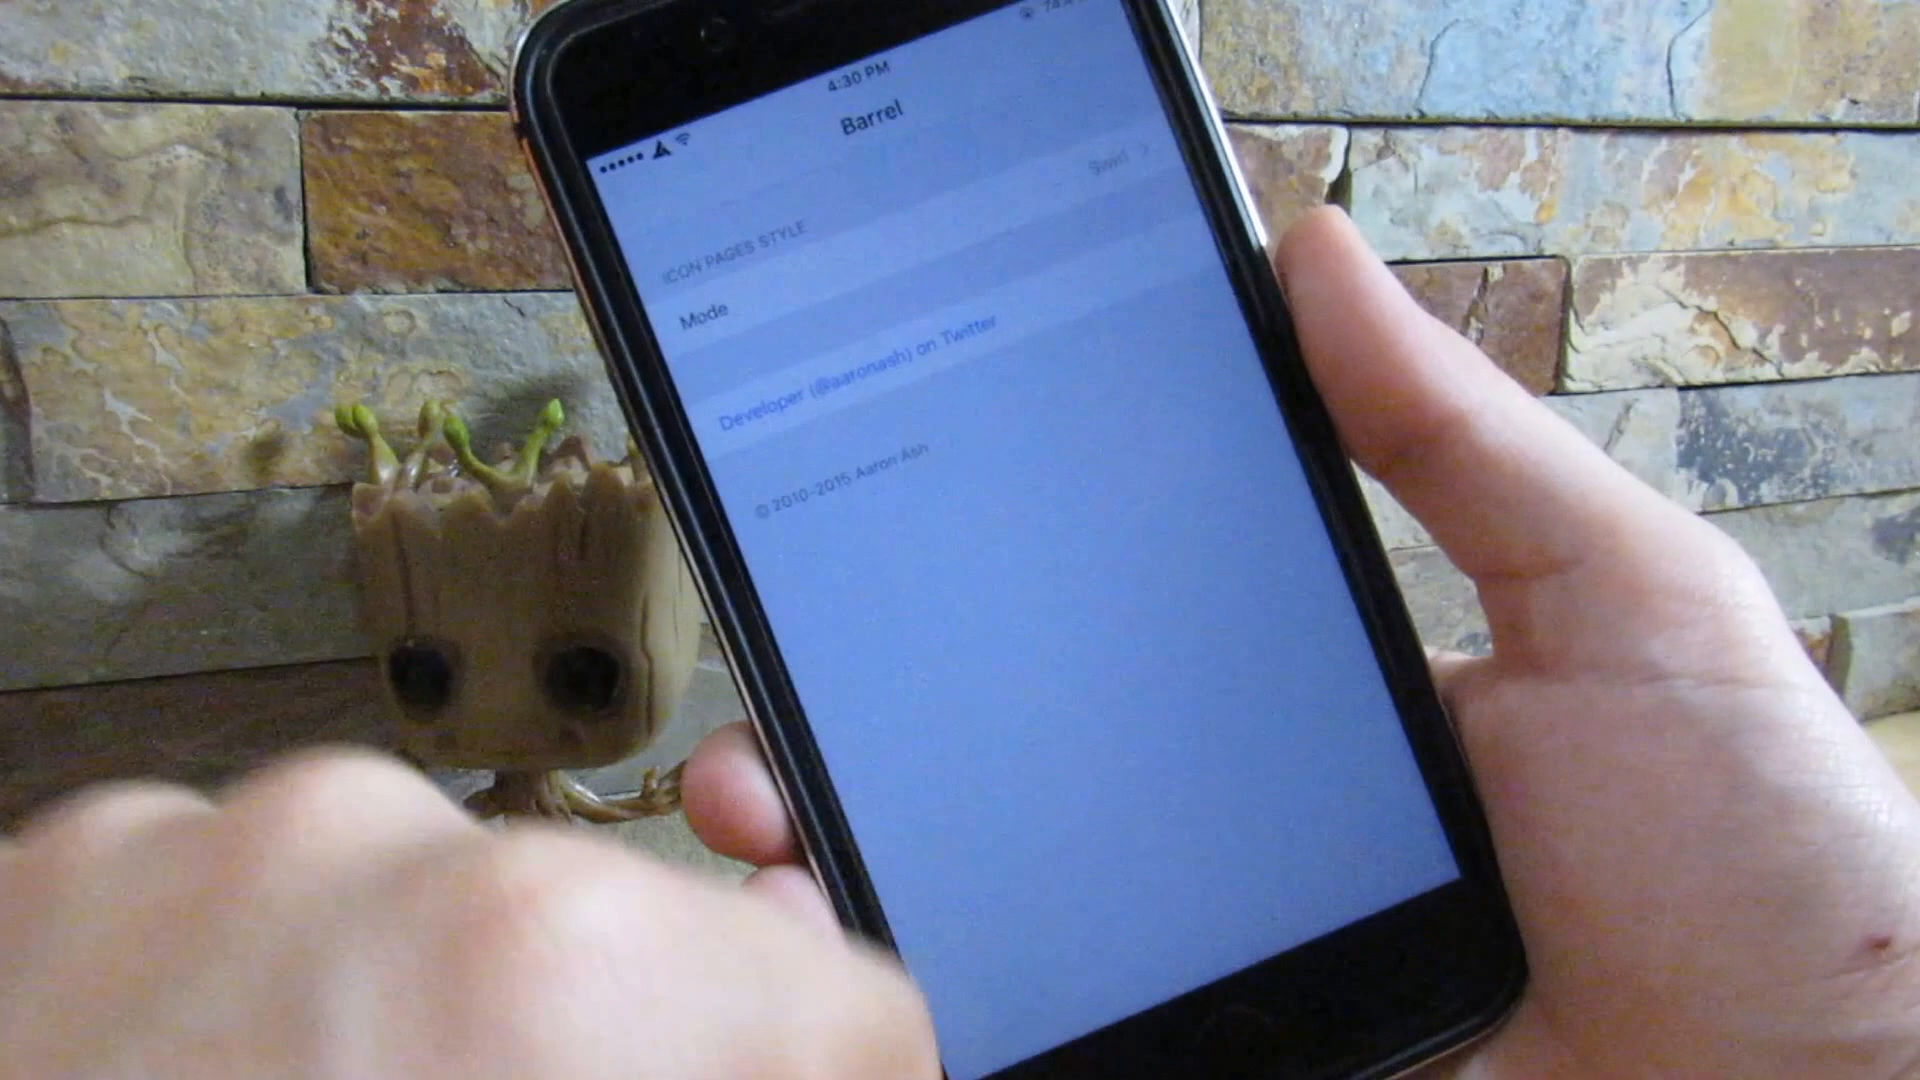 4:30 PM
Barrel
ICON PAGES STYLE
Mode
Swirl
Developer (@aaronash) on Twitter
© 2010-2015 Aaron Ash